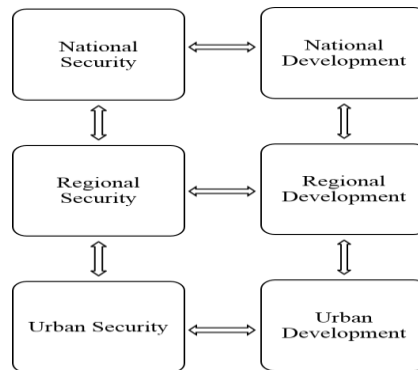 National
Security
National
Development
Regional
Security
Regional
Development
Urban Security
Urban
Development